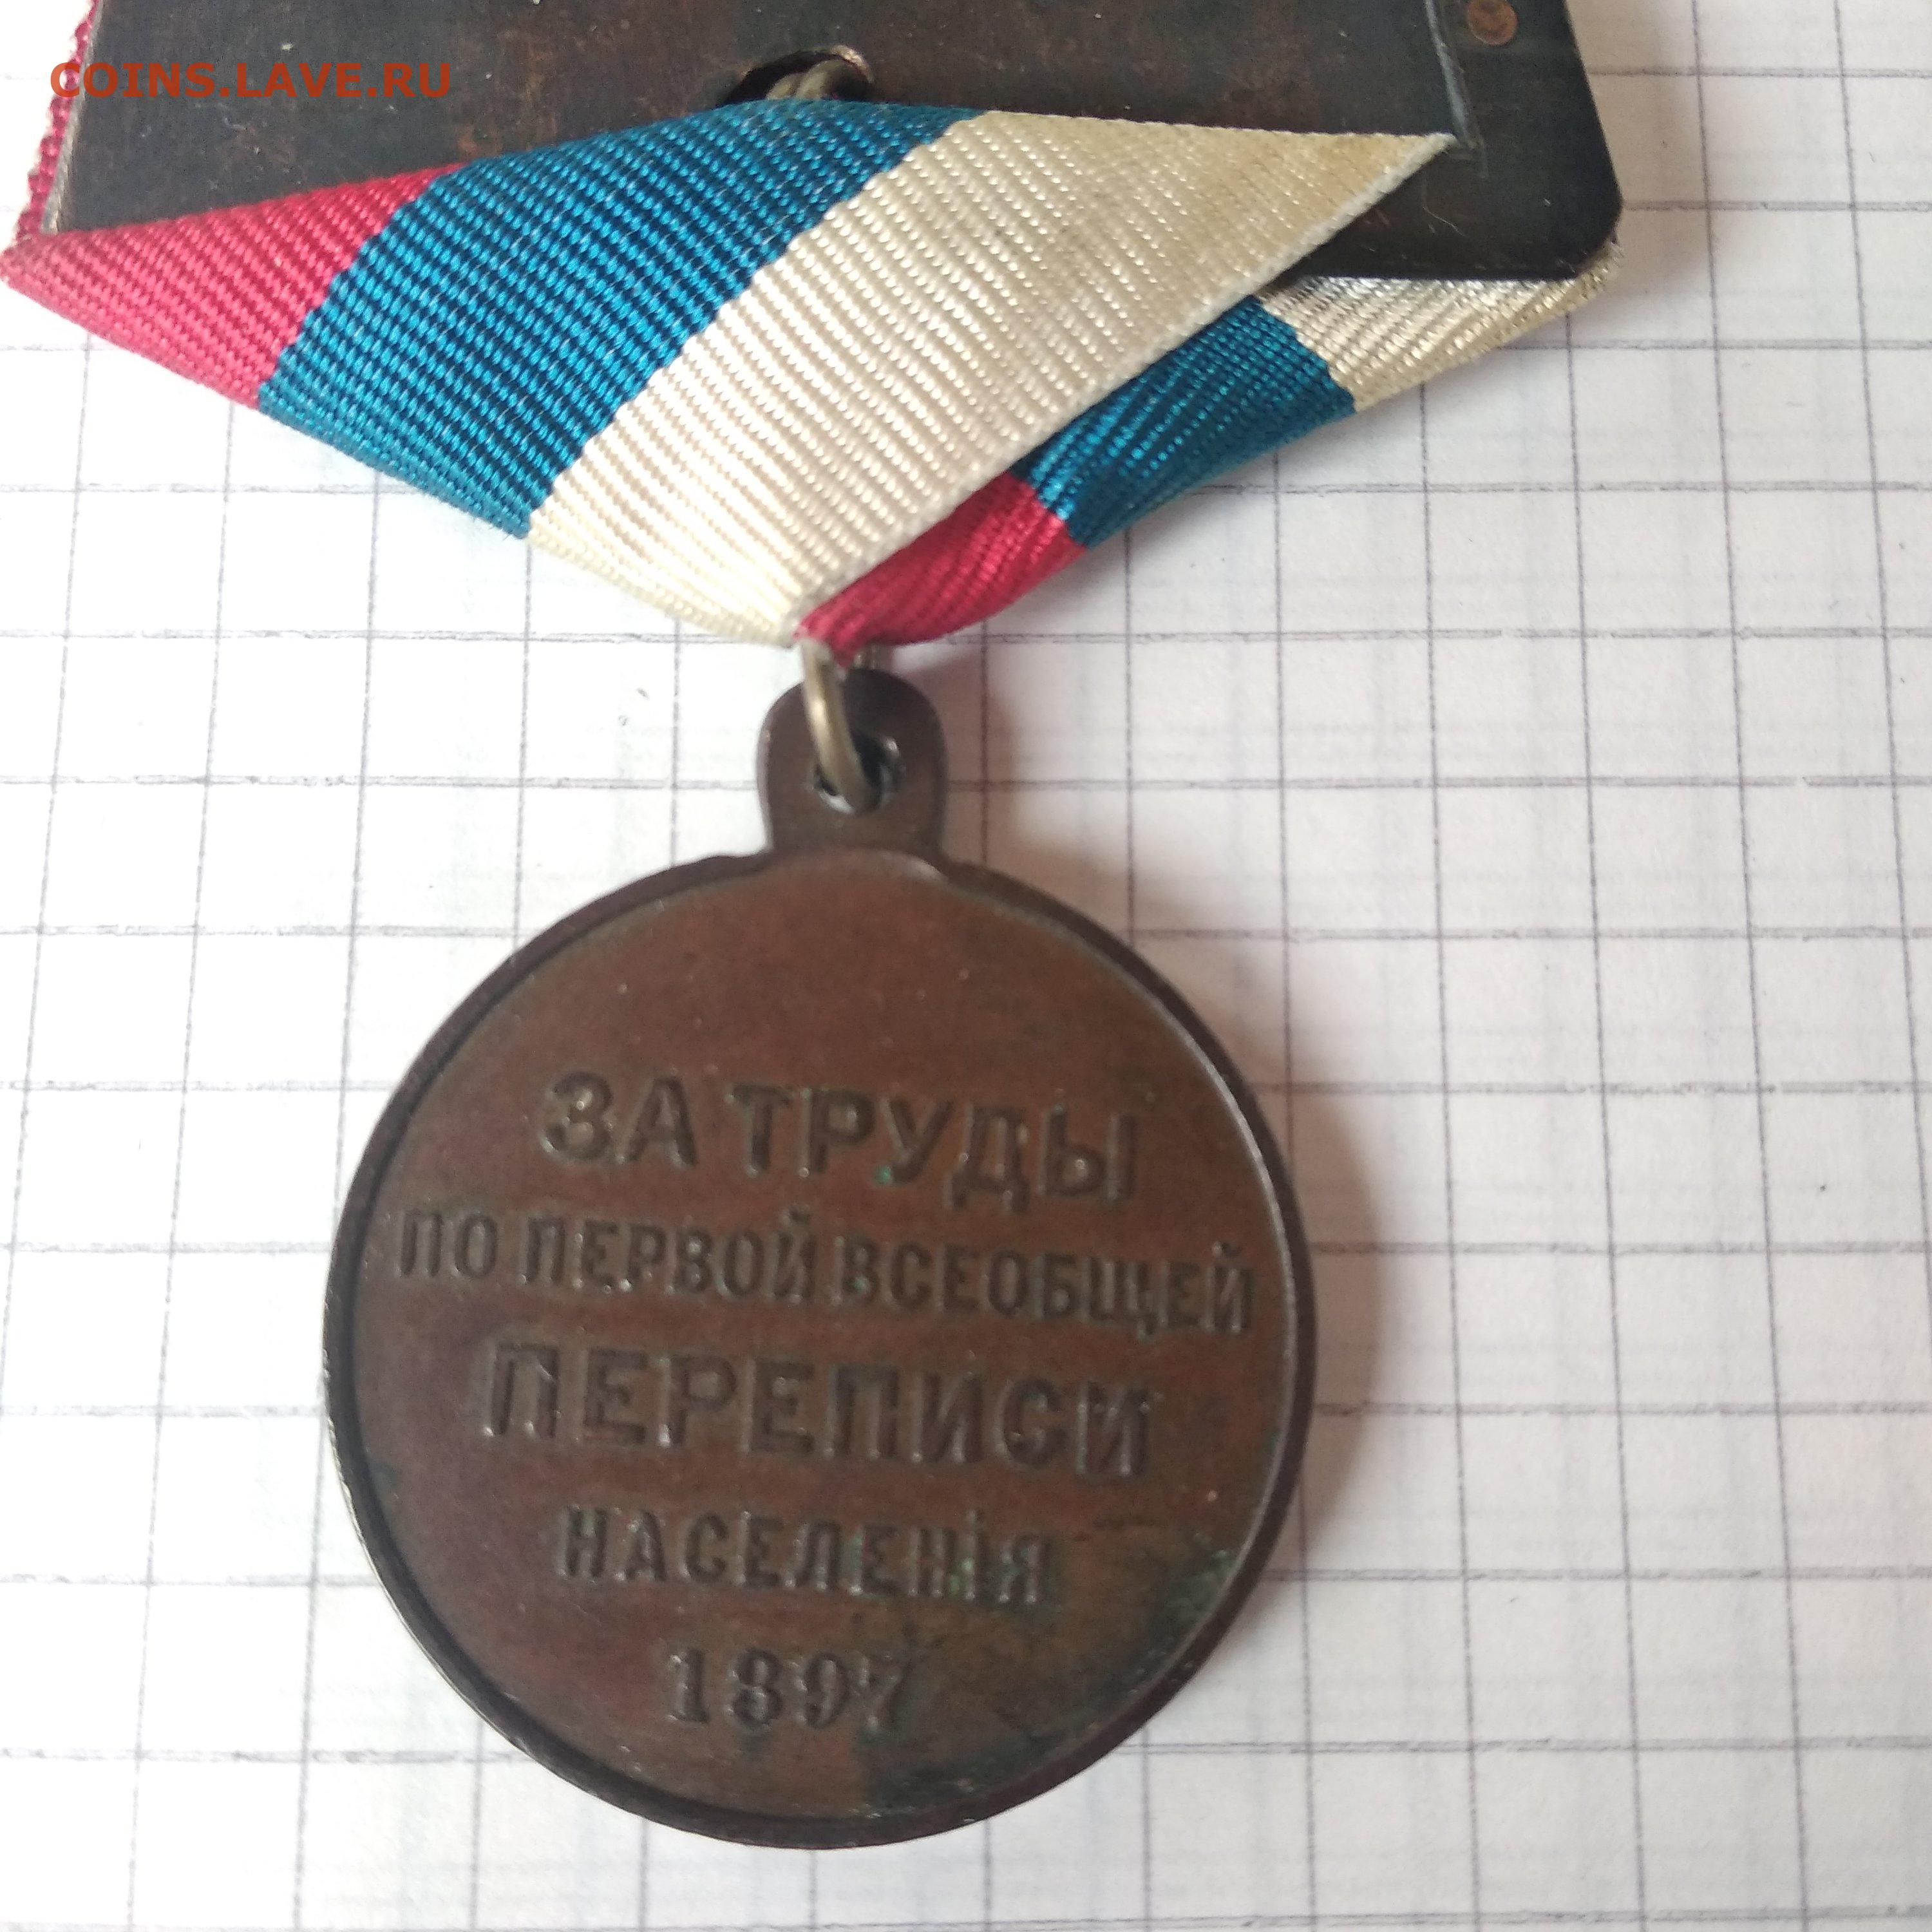 COINS.LAVE.RU
ЗА ТРУДЫ
ПО ПЕРВОЙ ВСЕОБЩЕЙ
ПЕРЕПИСИ
НАСЕЛЕНІЯ
1897